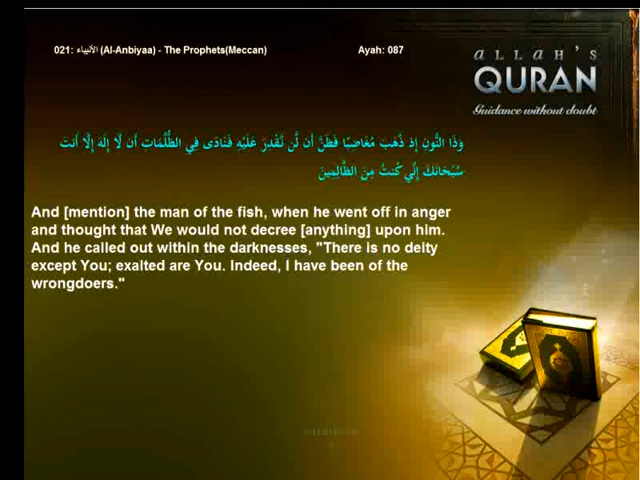 021: الأنبياء (Al-Anbiyaa) - The Prophets(Meccan) Ayah: 087
ALLAH'S
QURAN
Guidance without doubt
وَذَا النُّونِ إِذ ذَّهَبَ مُغَاضِبًا فَظَنَّ أَن لَّن نَّقْدِرَ عَلَيْهِ فَنَادَى فِي الظُّلُمَاتِ أَن لَّا إِلَهَ إِلَّا أَنتَ
سُبْحَانَكَ إِنِّي كُنتُ مِنَ الظَّالِمِينَ
And [mention] the man of the fish, when he went off in anger
and thought that We would not decree [anything] upon him.
And he called out within the darknesses, "There is no deity
except You; exalted are You. Indeed, I have been of the
wrongdoers."